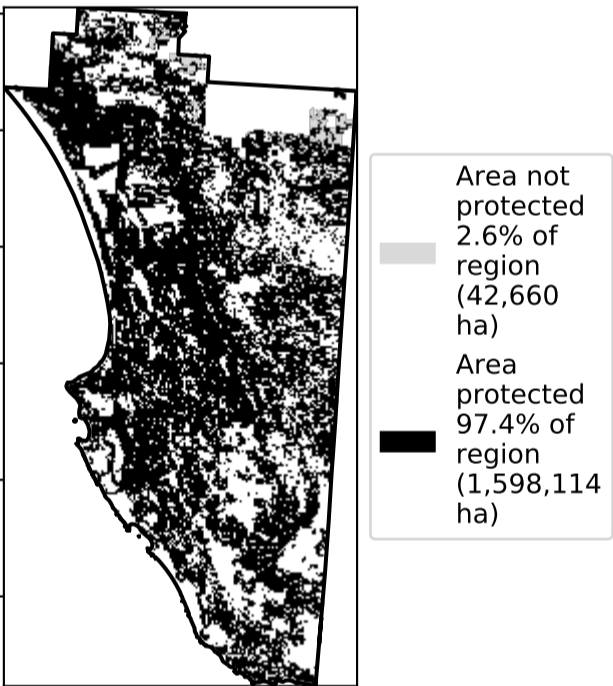 Area not
protected
2.6% of
region
(42,660
ha)
Area
protected
97.4% of
region
(1,598,114
ha)